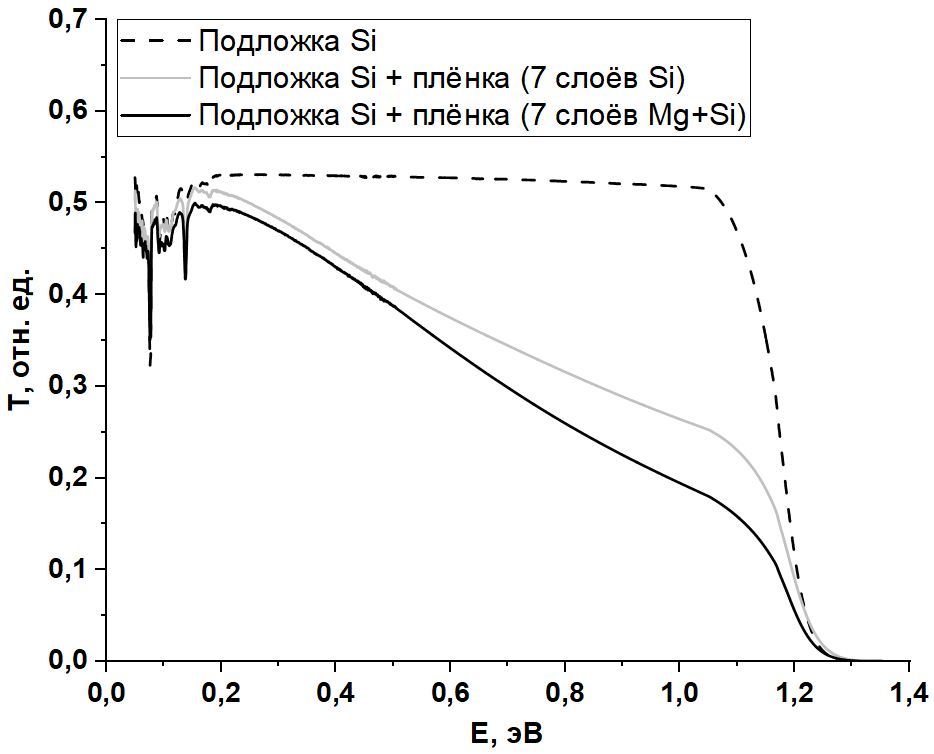 0,7
Подложка Si
Подложка Si + плёнка (7 слоёв Si)
Подложка Si + плёнка (7 слоёв Mg+Si)
0,6
0,5
0,4
0,3
0,2
0,1
0,0
T, отн. ед.
0,0 0,2 0,4 0,6 0,8 1,0 1,2 1,4
E, эВ